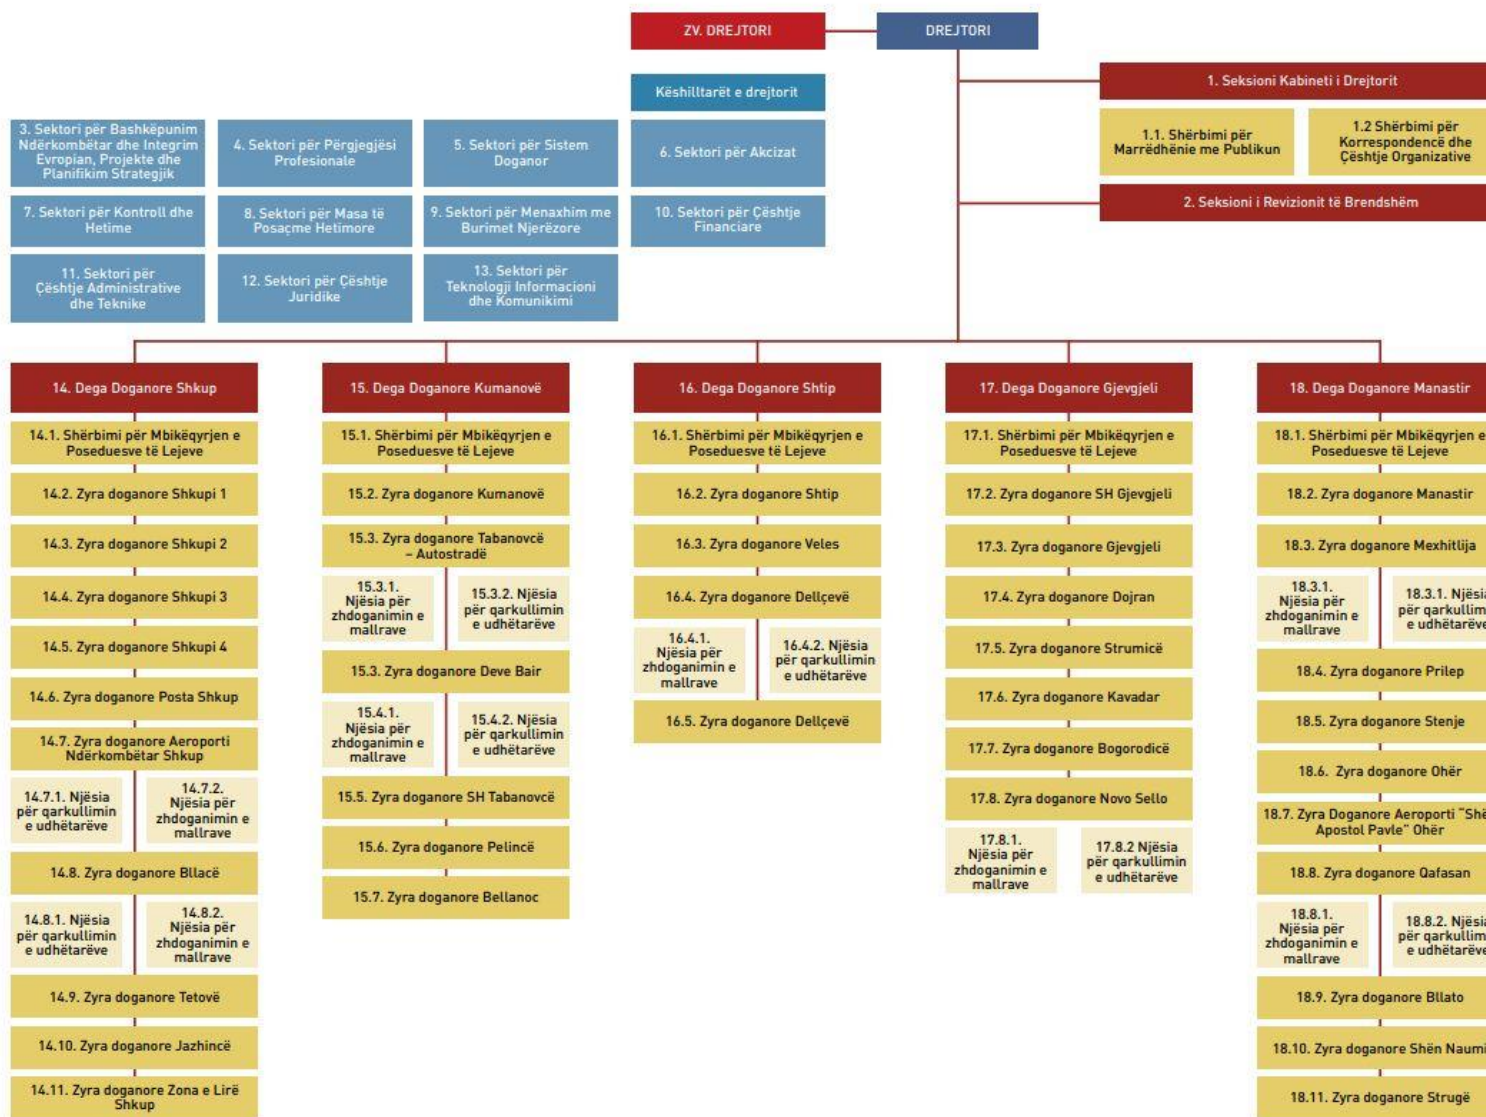 ZV. DREJTORI
DREJTORI
Këshilltarët e drejtorit
1. Seksioni Kabineti i Drejtorit
1.1. Shërbimi për
Marrëdhënie me Publikun
1.2 Shërbimi për
Korrespondencë dhe
Çështje Organizative
2. Seksioni i Revizionit të Brendshëm
3. Sektori për Bashkëpunim
Ndërkombëtar dhe Integrim
Evropian, Projekte dhe
Planifikim Strategjik
4. Sektori për Përgjegjësi
Profesionale
5. Sektori për Sistem
Doganor
6. Sektori për Akcizat
7. Sektori për Kontroll dhe
Hetime
8. Sektori për Masa të
Posaçme Hetimore
9. Sektori për Menaxhim me
Burimet Njerëzore
10. Sektori për Çështje
Financiare
11. Sektori për
Çështje Administrative
dhe Teknike
12. Sektori për Çështje
Juridike
13. Sektori për
Teknologji Informacioni
dhe Komunikimi
14. Dega Doganore Shkup
14.1. Shërbimi për Mbikëqyrjen e
Poseduesve të Lejeve
14.2. Zyra doganore Shkupi 1
14.3. Zyra doganore Shkupi 2
14.4. Zyra doganore Shkupi 3
14.5. Zyra doganore Shkupi 4
14.6. Zyra doganore Posta Shkup
14.7. Zyra doganore Aeroporti
Ndërkombëtar Shkup
14.7.1. Njësia
për qarkullimin
e udhëtarëve
14.7.2.
Njësia për
zhdoganimin e
mallrave
14.8. Zyra doganore Bllacë
14.8.1. Njësia
për qarkullimin
e udhëtarëve
14.8.2.
Njësia për
zhdoganimin e
mallrave
14.9. Zyra doganore Tetovë
14.10. Zyra doganore Jazhincë
14.11. Zyra doganore Zona e Lirë
Shkup
15. Dega Doganore Kumanovë
15.1. Shërbimi për Mbikëqyrjen e
Poseduesve të Lejeve
15.2. Zyra doganore Kumanovë
15.3. Zyra doganore Tabanovcë
– Autostradë
15.3.1.
Njësia për
zhdoganimin e
mallrave
15.3.2. Njësia
për qarkullimin
e udhëtarëve
15.3. Zyra doganore Deve Bair
15.4.1.
Njësia për
zhdoganimin e
mallrave
15.4.2. Njësia
për qarkullimin
e udhëtarëve
15.5. Zyra doganore SH Tabanovcë
15.6. Zyra doganore Pelincë
15.7. Zyra doganore Bellanoc
16. Dega Doganore Shtip
16.1. Shërbimi për Mbikëqyrjen e
Poseduesve të Lejeve
16.2. Zyra doganore Shtip
16.3. Zyra doganore Veles
16.4. Zyra doganore Dellçevë
16.4.1.
Njësia për
zhdoganimin e
mallrave
16.4.2. Njësia
për qarkullimin
e udhëtarëve
16.5. Zyra doganore Dellçevë
17. Dega Doganore Gjevgjeli
17.1. Shërbimi për Mbikëqyrjen e
Poseduesve të Lejeve
17.2. Zyra doganore SH Gjevgjeli
17.3. Zyra doganore Gjevgjeli
17.4. Zyra doganore Dojran
17.5. Zyra doganore Strumicë
17.6. Zyra doganore Kavadar
17.7. Zyra doganore Bogorodicë
17.8. Zyra doganore Novo Sello
17.8.1.
Njësia për
zhdoganimin e
mallrave
17.8.2 Njësia
për qarkullimin
e udhëtarëve
18. Dega Doganore Manastir
18.1. Shërbimi për Mbikëqyrjen e
Poseduesve të Lejeve
18.2. Zyra doganore Manastir
18.3. Zyra doganore Mexhitlija
18.3.1.
Njësia për
zhdoganimin e
mallrave
18.3.1. Njësia
për
e udhëtarëve
18.4. Zyra doganore Prilep
18.5. Zyra doganore Stenje
18.6. Zyra doganore Ohër
18.7. Zyra Doganore Aeroporti
Apostol Pavle" Ohër
18.8. Zyra doganore Qafasan
18.8.1.
Njësia për
zhdoganimin e
mallrave
18.8.2. Njësia
për
e udhëtarëve
18.9. Zyra doganore Bllato
18.10. Zyra doganore Shën Naumi
18.11. Zyra doganore Strugë